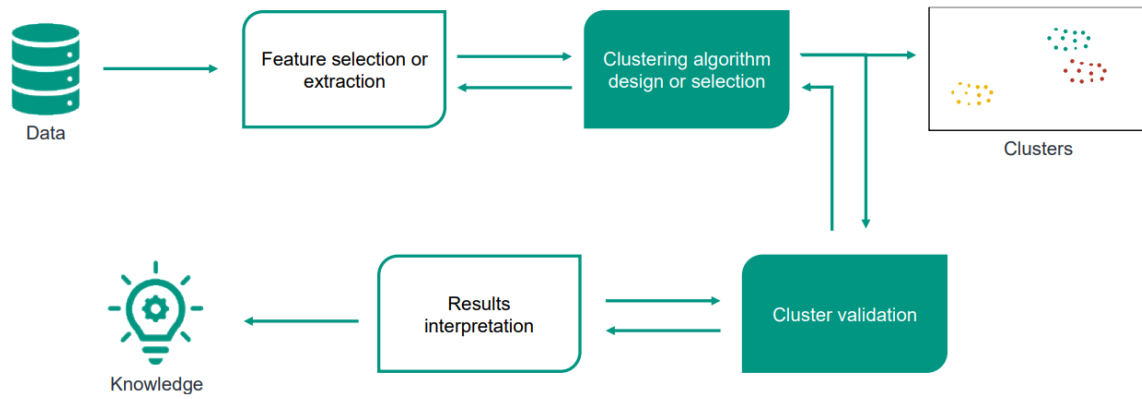 Data
Feature selection or
extraction
Clustering algorithm
design or selection
Clusters
Knowledge
Results
interpretation
Cluster validation